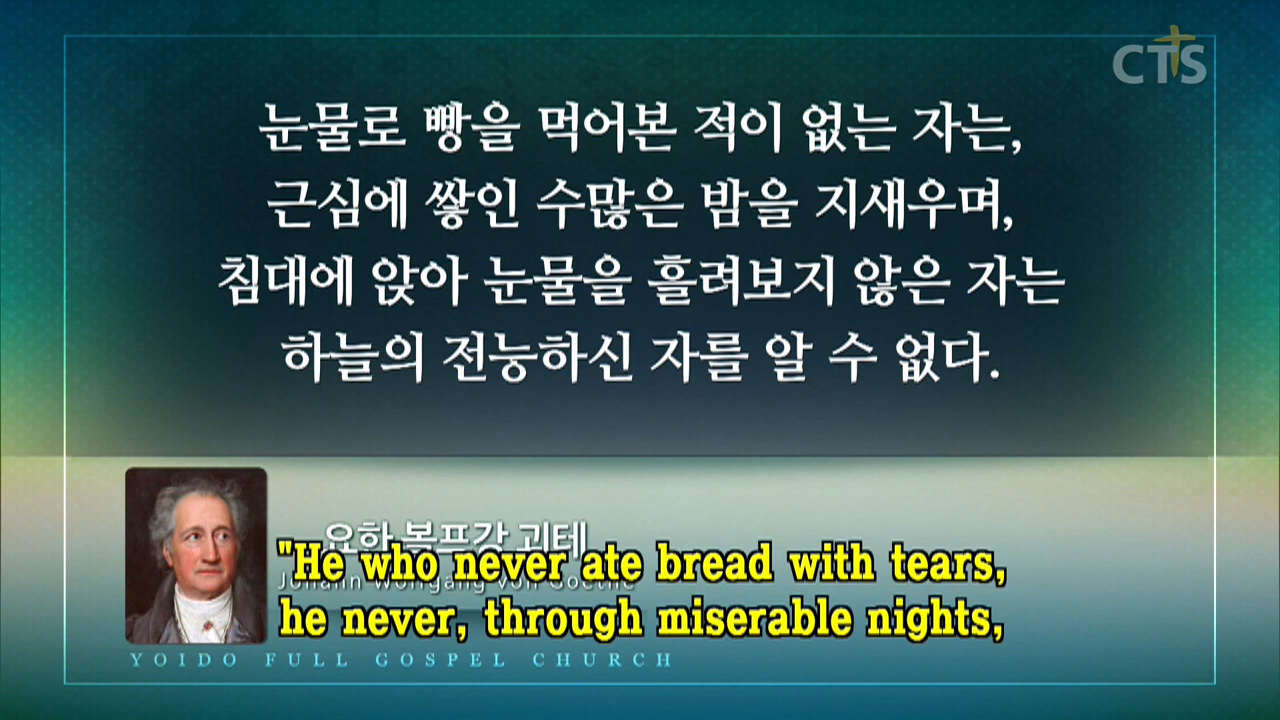 CTS
눈물로 빵을 먹어본 적이 없는 자는,
근심에 쌓인 수많은 밤을 지새우며,
침대에 앉아 눈물을 흘려보지 않은 자는
하늘의 전능하신 자를 알 수 없다.
요한 볼프강 괴테
"He who never ate bread with tears,
Johann Wolfgang von Goethe
he never, through miserable nights,
YOIDO FULL GOSPEL CHURCH